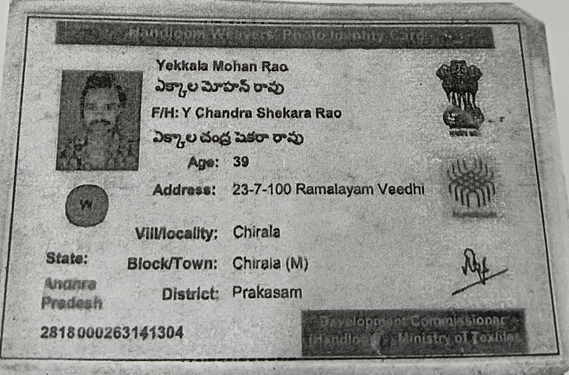 Handloom Weavers' Photo Identity Card
Yekkala Mohan Rao
ఎక్కాల మోహన్ రావు
F/H: Y Chandra Shekara Rao
ఎక్కాల చంద్ర షెకరా రావు
Age: 39
Address: 23-7-100 Ramalayam Veedhi
W
Vill/locality: Chirala
State: Andhra Pradesh
Block/Town: Chirala (M)
District: Prakasam
2818000263141304
Development Commissioner
(Handlooms) Ministry of Textiles